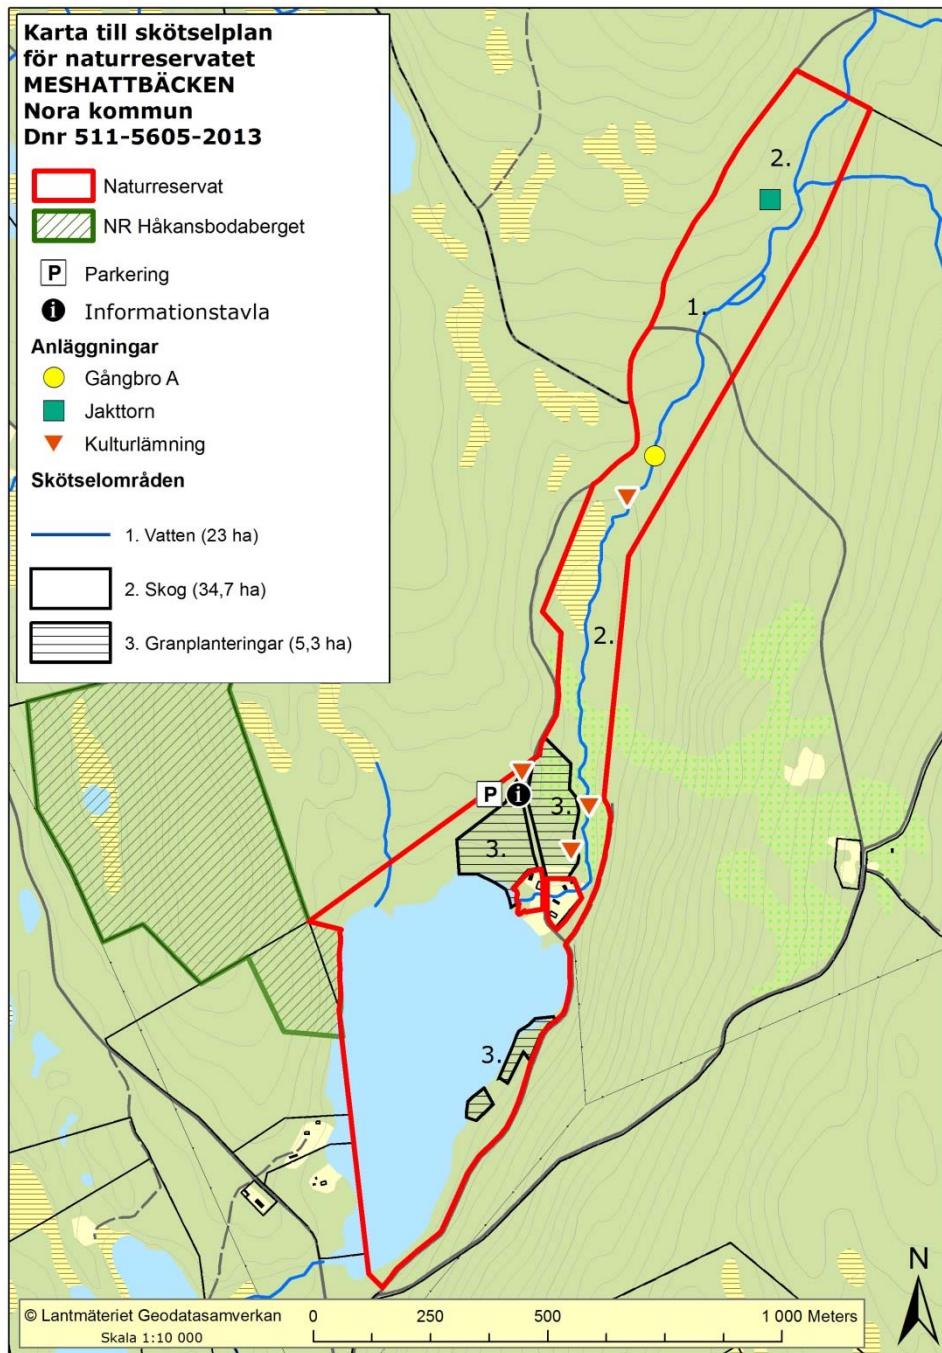 Karta till skötselplan
för naturreservatet
MESHATTBÄCKEN
Nora kommun
Dnr 511-5605-2013
Naturreservat
NR Håkansbodaberget
P Parkering
i Informationstavla
Anläggningar
Gångbro A
Jakttorn
Kulturlämning
Skötselområden
1. Vatten (23 ha)
2. Skog (34,7 ha)
3. Granplanteringar (5,3 ha)
2.
1.
2.
P i
3.
3.
3.
N
© Lantmäteriet Geodatasamverkan
Skala 1:10 000
0 250 500 1 000 Meters